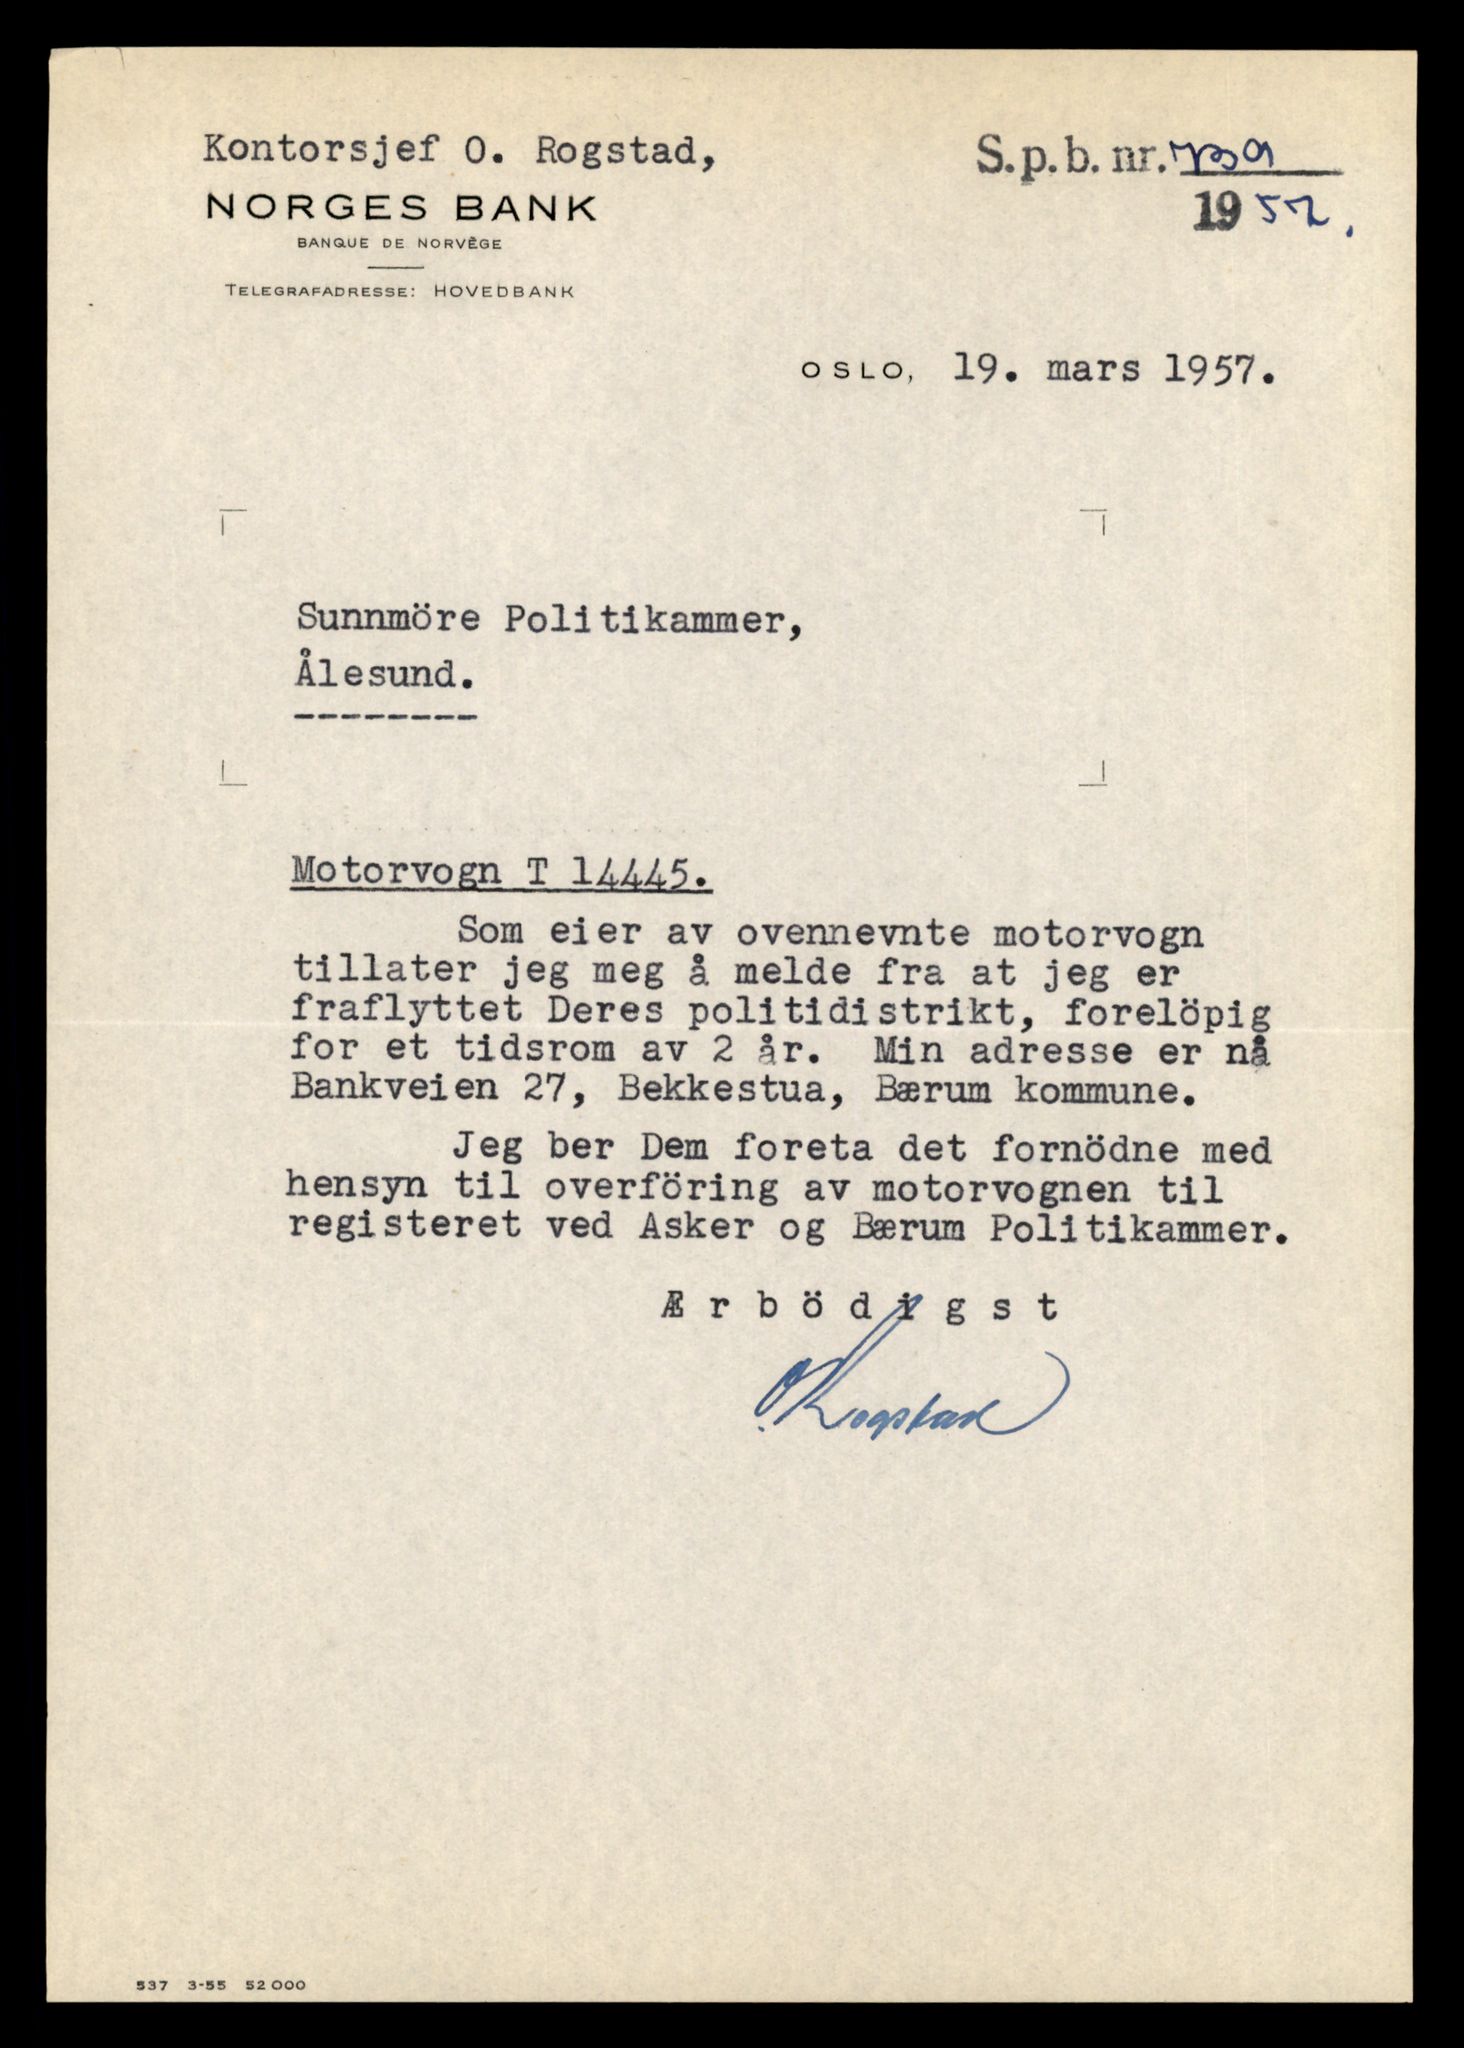 Kontorsjef O. Rogstad,
NORGES BANK
BANQUE DE NORVÈGE
TELEGRAFADRESSE: HOVEDBANK
S.p.b. nr.
19 57.
OSLO, 19. mars 1957.
Sunnmöre Politikammer,
Ålesund.
--------
Motorvogn T 14445.
Som eier av ovennevnte motorvogn
tillater jeg meg å melde fra at jeg er
fraflyttet Deres politidistrikt, forelöpig
for et tidsrom av 2 år. Min adresse er nå
Bankveien 27, Bekkestua, Bærum kommune.
Jeg ber Dem foreta det fornödne med
hensyn til overföring av motorvognen til
registeret ved Asker og Bærum Politikammer.
Ærbödigst
O. Rogstad
537 3-55 52000